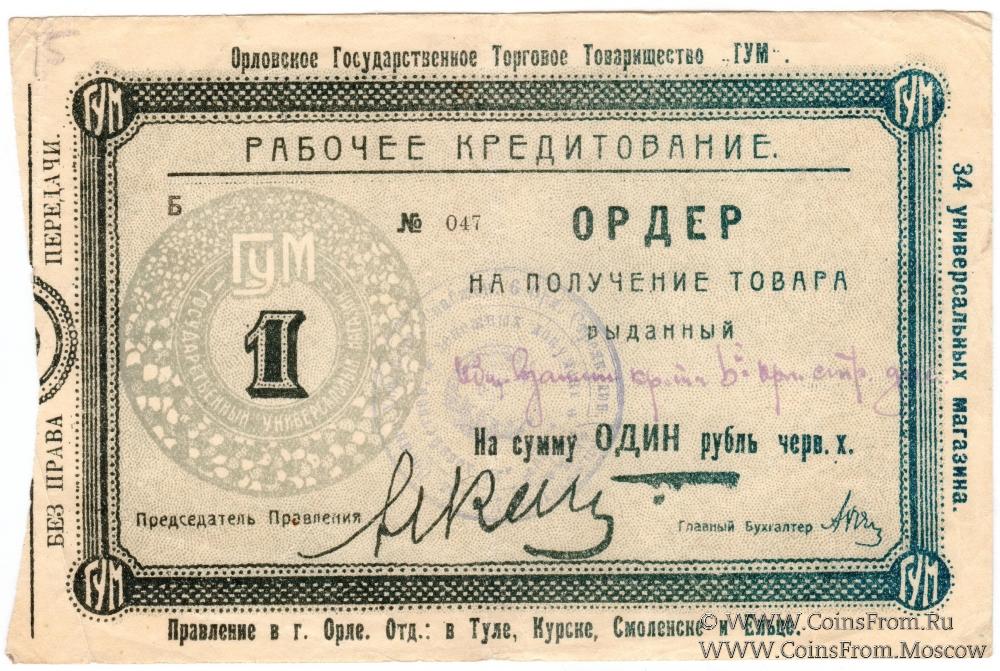 Орловское Государственное Торговое Товарищество „ГУМ".
ГУМ
ГУМ
РАБОЧЕЕ КРЕДИТОВАНИЕ.
Б
№ 047
ОРДЕР
НА ПОЛУЧЕНИЕ ТОВАРА
выданный
ГУМ
1
ГОСУДАРСТВЕННЫЙ УНИВЕРСАЛЬНЫЙ
На сумму ОДИН рубль черв. х.
Председатель Правления
Главный Бухгалтер
ГУМ
ГУМ
Правление в г. Орле. Отд.: в Туле, Курске, Смоленске и Ельце.
БЕЗ ПРАВА ПЕРЕДАЧИ.
34 универсальных магазина.
©WWW.CoinsFrom.Ru
WWW.CoinsFrom.Moscow